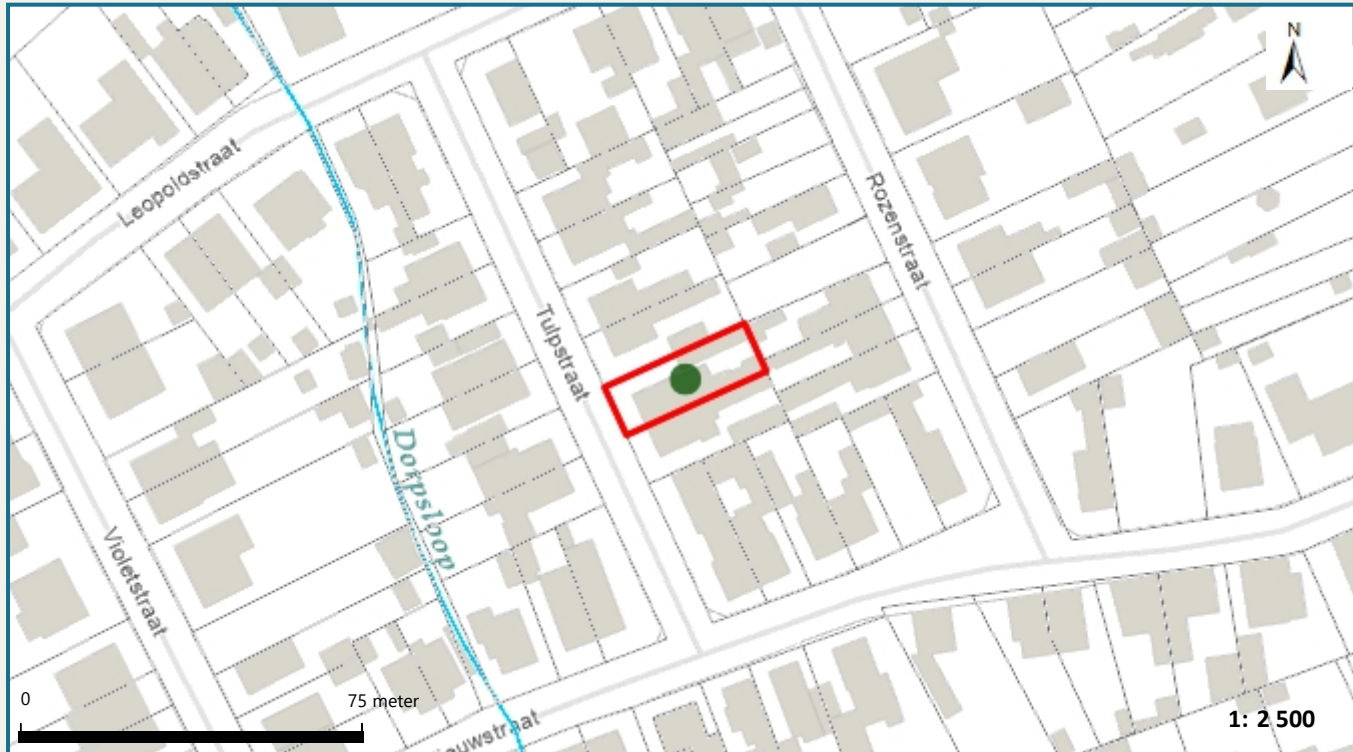 N
Leopoldstraat
Rozenstraat
Tulpstraat
Dorpsloop
Violetstraat
0
75 meter
1: 2 500